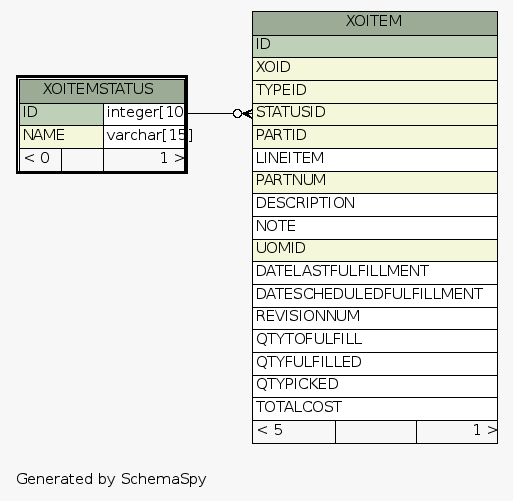 XOITEMSTATUS
ID integer[10
NAME varchar[15]
< 0 1 >
XOITEM
ID
XOID
TYPEID
STATUSID
PARTID
LINEITEM
PARTNUM
DESCRIPTION
NOTE
UOMID
DATELASTFULFILLMENT
DATESCHEDULEDFULFILLMENT
REVISIONNUM
QTYTOFULFILL
QTYFULFILLED
QTYPICKED
TOTALCOST
< 5 1 >
Generated by SchemaSpy